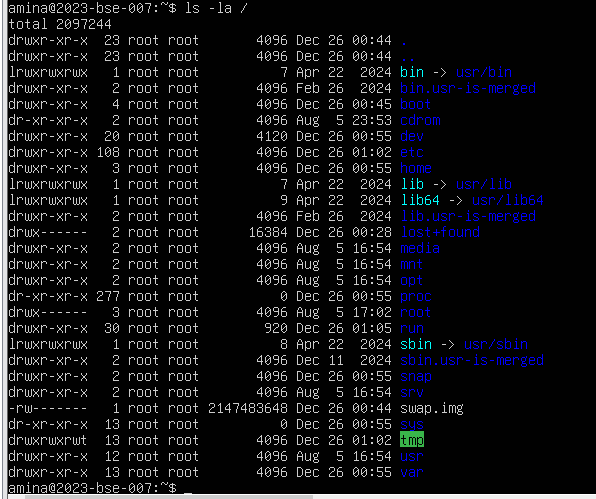 amina@2023-bse-007:~$ ls -la /
total 2097244
drwxr-xr-x  23 root root       4096 Dec 26 00:44 .
drwxr-xr-x  23 root root       4096 Dec 26 00:44 ..
lrwxrwxrwx   1 root root          7 Apr 22  2024 bin -> usr/bin
drwxr-xr-x   2 root root       4096 Feb 26  2024 bin.usr-is-merged
drwxr-xr-x   4 root root       4096 Dec 26 00:45 boot
dr-xr-xr-x   2 root root       4096 Aug  5 23:53 cdrom
drwxr-xr-x  20 root root       4120 Dec 26 00:55 dev
drwxr-xr-x 108 root root       4096 Dec 26 01:02 etc
drwxr-xr-x   3 root root       4096 Dec 26 00:55 home
lrwxrwxrwx   1 root root          7 Apr 22  2024 lib -> usr/lib
lrwxrwxrwx   1 root root          9 Apr 22  2024 lib64 -> usr/lib64
drwxr-xr-x   2 root root       4096 Feb 26  2024 lib.usr-is-merged
drwx------   2 root root      16384 Dec 26 00:28 lost+found
drwxr-xr-x   2 root root       4096 Aug  5 16:54 media
drwxr-xr-x   2 root root       4096 Aug  5 16:54 mnt
drwxr-xr-x   2 root root       4096 Aug  5 16:54 opt
dr-xr-xr-x 277 root root          0 Dec 26 00:55 proc
drwx------   3 root root       4096 Aug  5 17:02 root
drwxr-xr-x  30 root root        920 Dec 26 01:05 run
lrwxrwxrwx   1 root root          8 Apr 22  2024 sbin -> usr/sbin
drwxr-xr-x   2 root root       4096 Dec 11  2024 sbin.usr-is-merged
drwxr-xr-x   2 root root       4096 Dec 26 00:55 snap
drwxr-xr-x   2 root root       4096 Aug  5 16:54 srv
-rw-------   1 root root 2147483648 Dec 26 00:44 swap.img
dr-xr-xr-x  13 root root          0 Dec 26 00:55 sys
drwxrwxrwt  13 root root       4096 Dec 26 01:02 tmp
drwxr-xr-x  12 root root       4096 Aug  5 16:54 usr
drwxr-xr-x  13 root root       4096 Dec 26 00:55 var
amina@2023-bse-007:~$ _